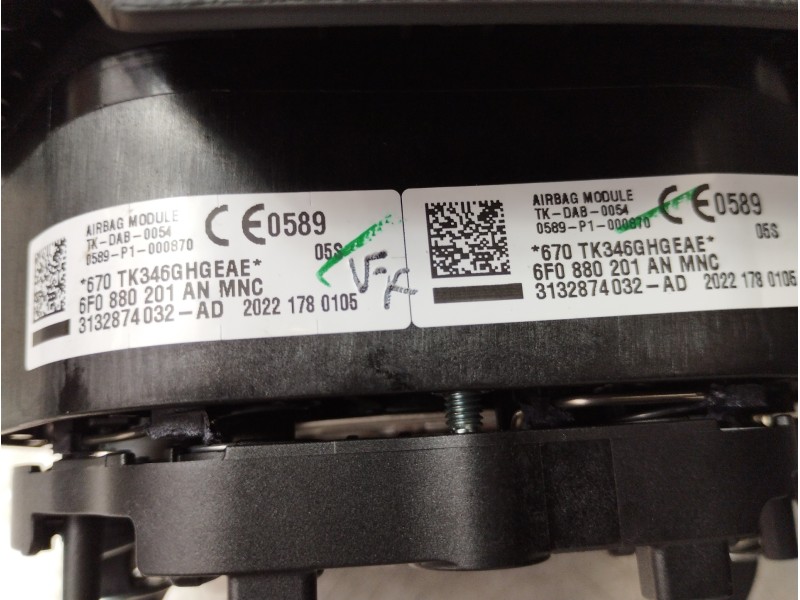 AIRBAG MODULE
TK-DAB-0054
0589-P1-000870
CE0589
05S
*670 TK346GHGEAE*
6F0 880 201 AN MNC
3132874032-AD 2022 178 0105
AIRBAG MODULE
TK-DAB-0054
0589-P1-000870
CE0589
05S
*670 TK346GHGEAE*
6F0 880 201 AN MNC
3132874032-AD 2022 178 0105